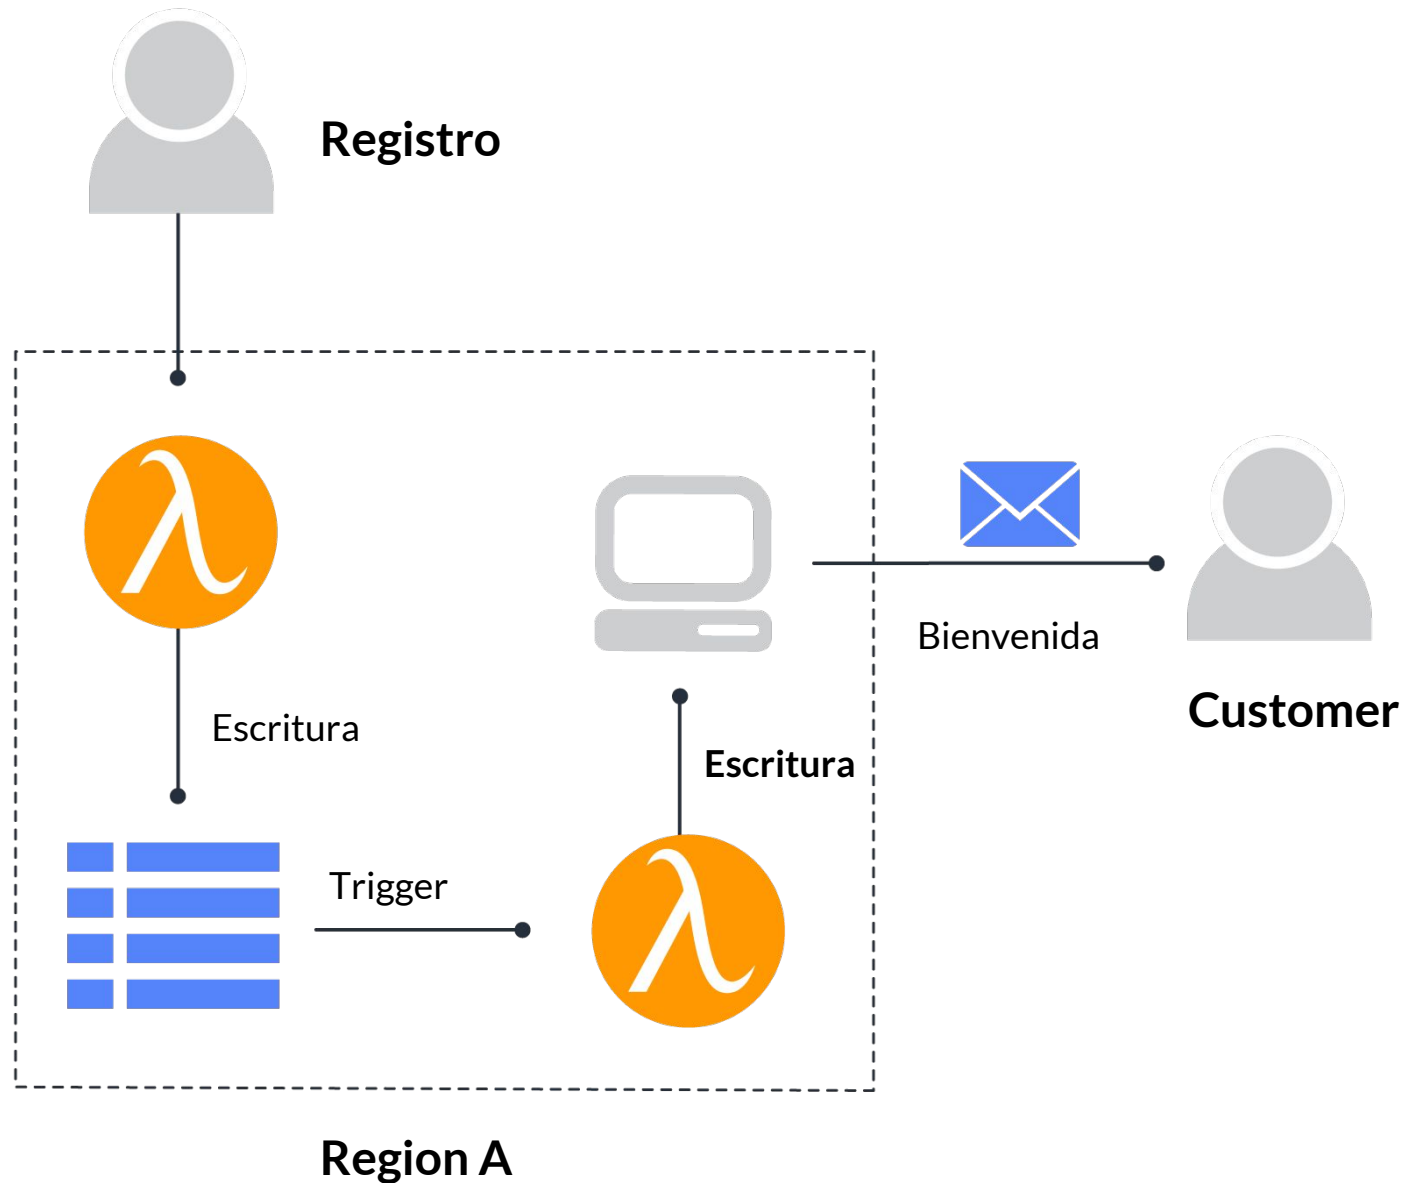 Registro
λ
Bienvenida
Customer
Escritura
Escritura
Trigger
λ
Region A